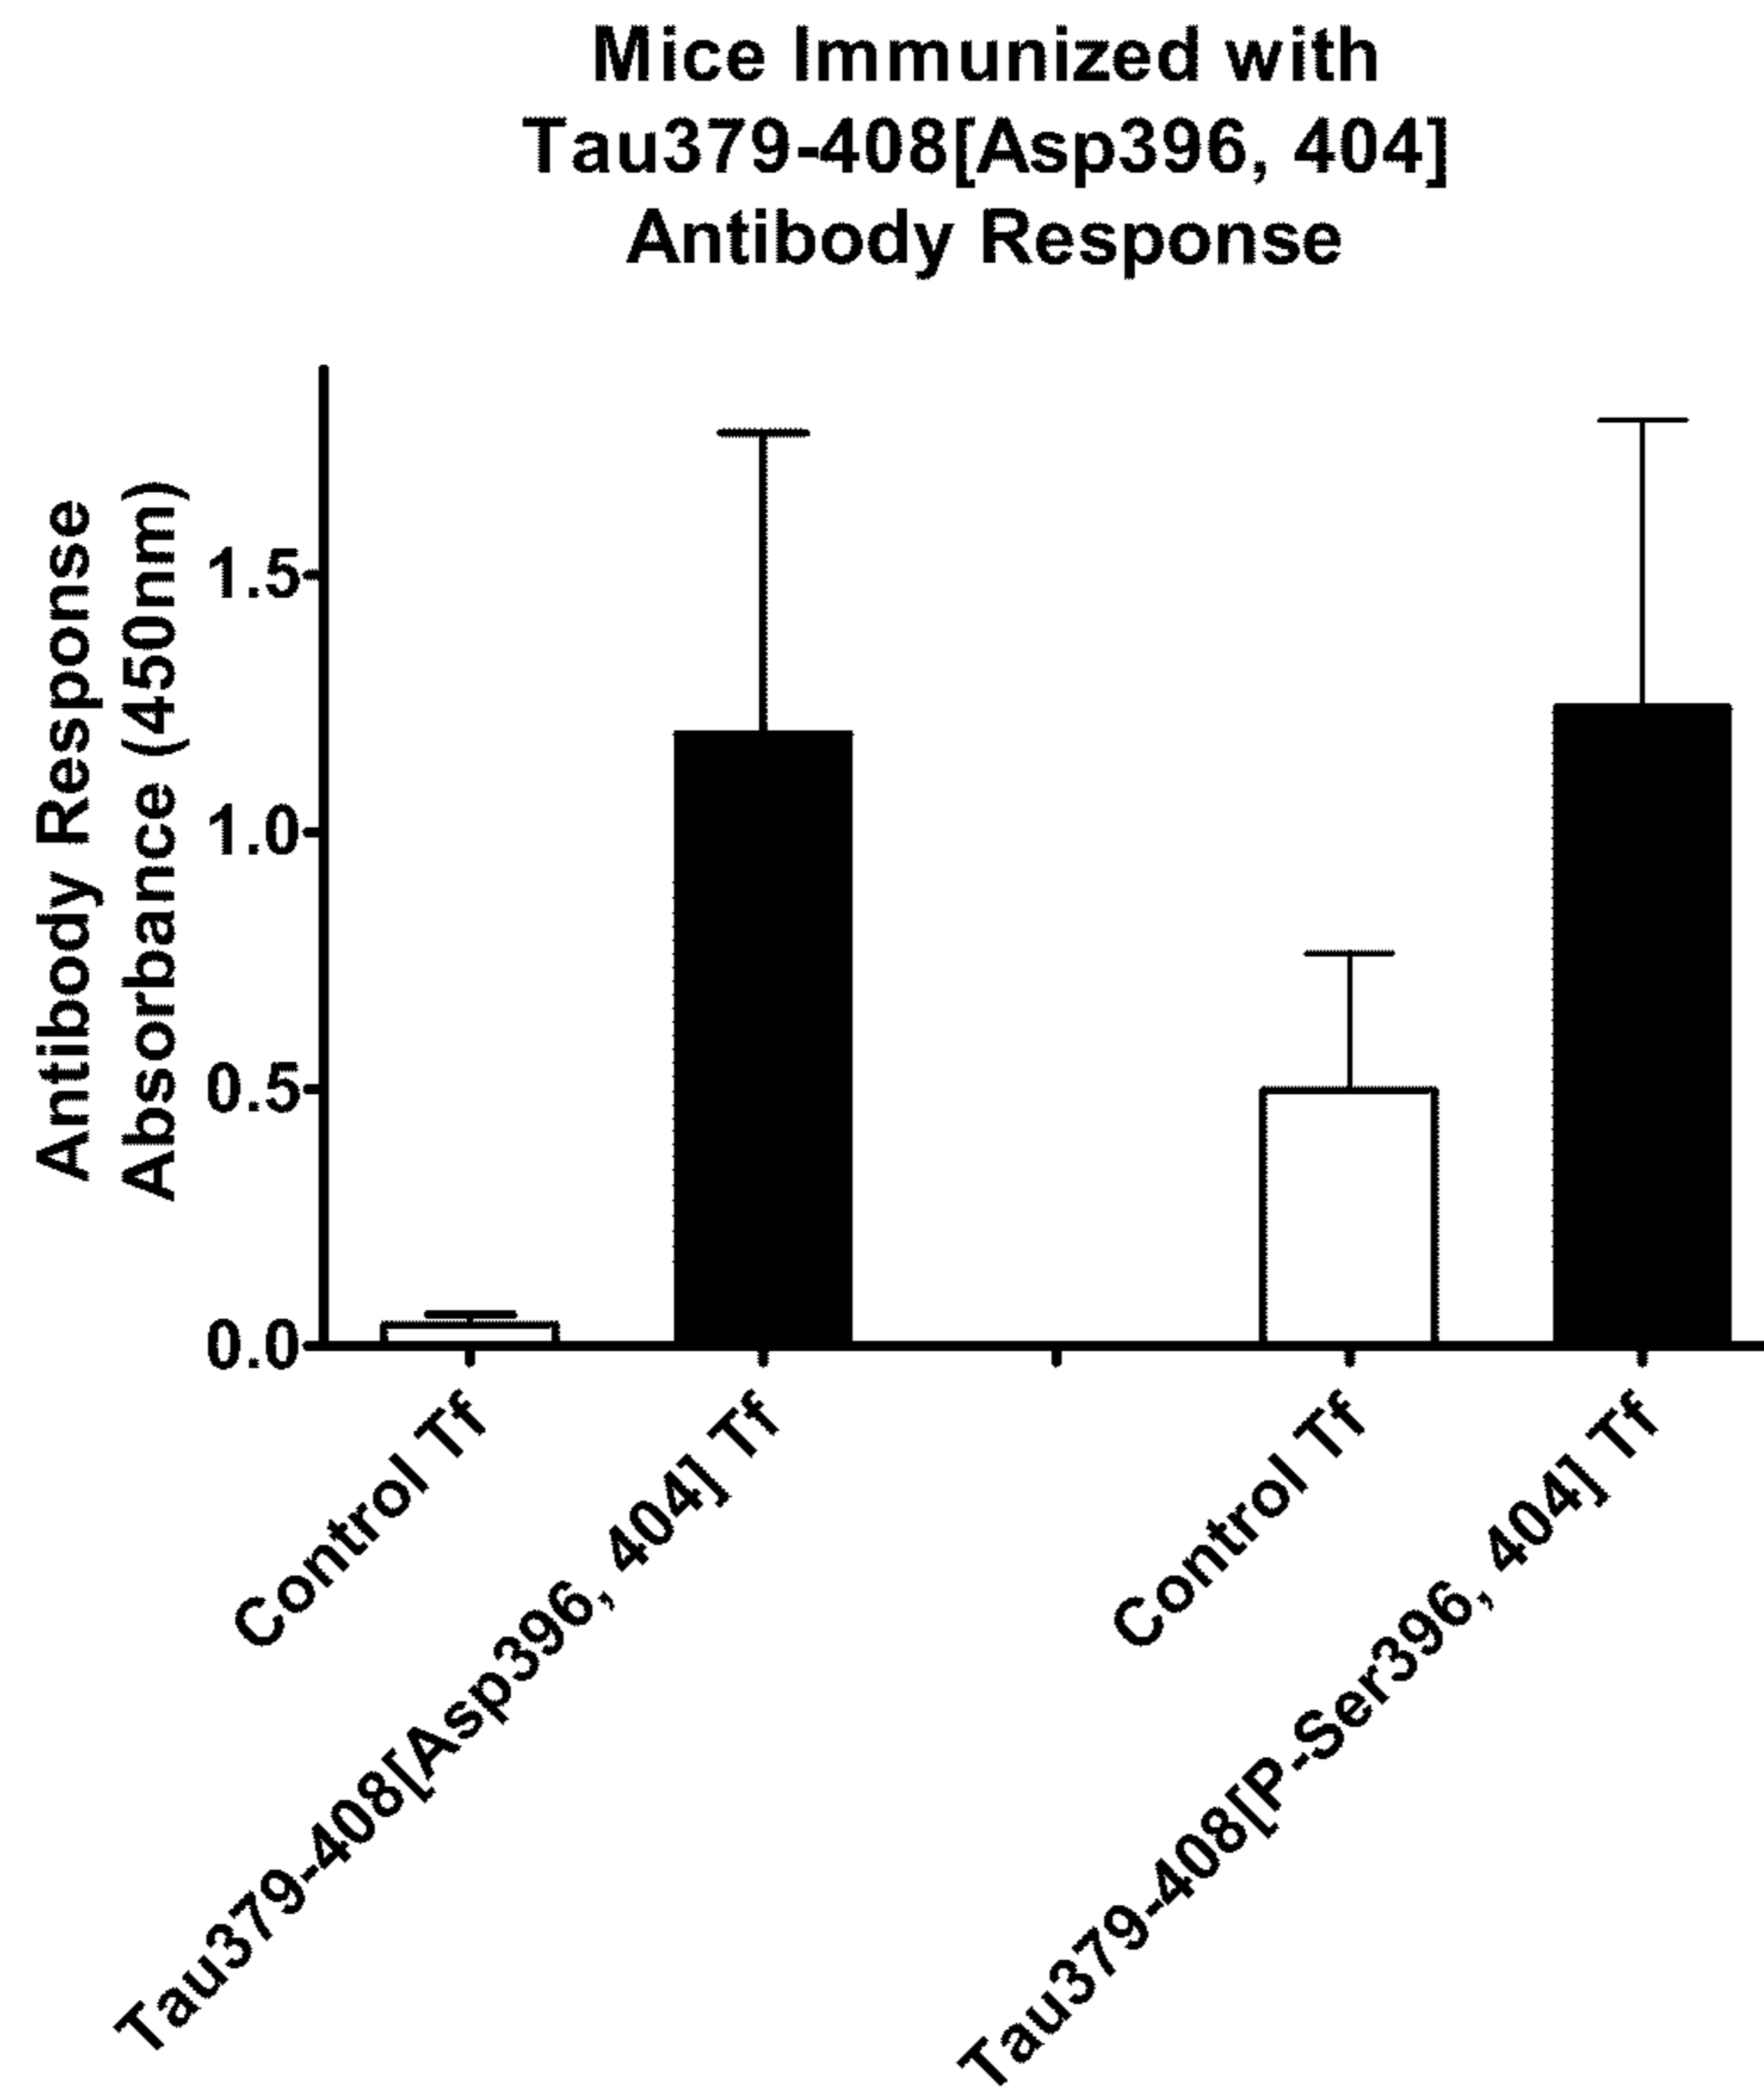 Mice Immunized with
Tau379-408[Asp396, 404]
Antibody Response
Antibody Response
Absorbance (450nm)
1.5
1.0
0.5
0.0
Control Tf
Tau379-408[Asp396, 404] Tf
Control Tf
Tau379-408[P-Ser396, 404] Tf